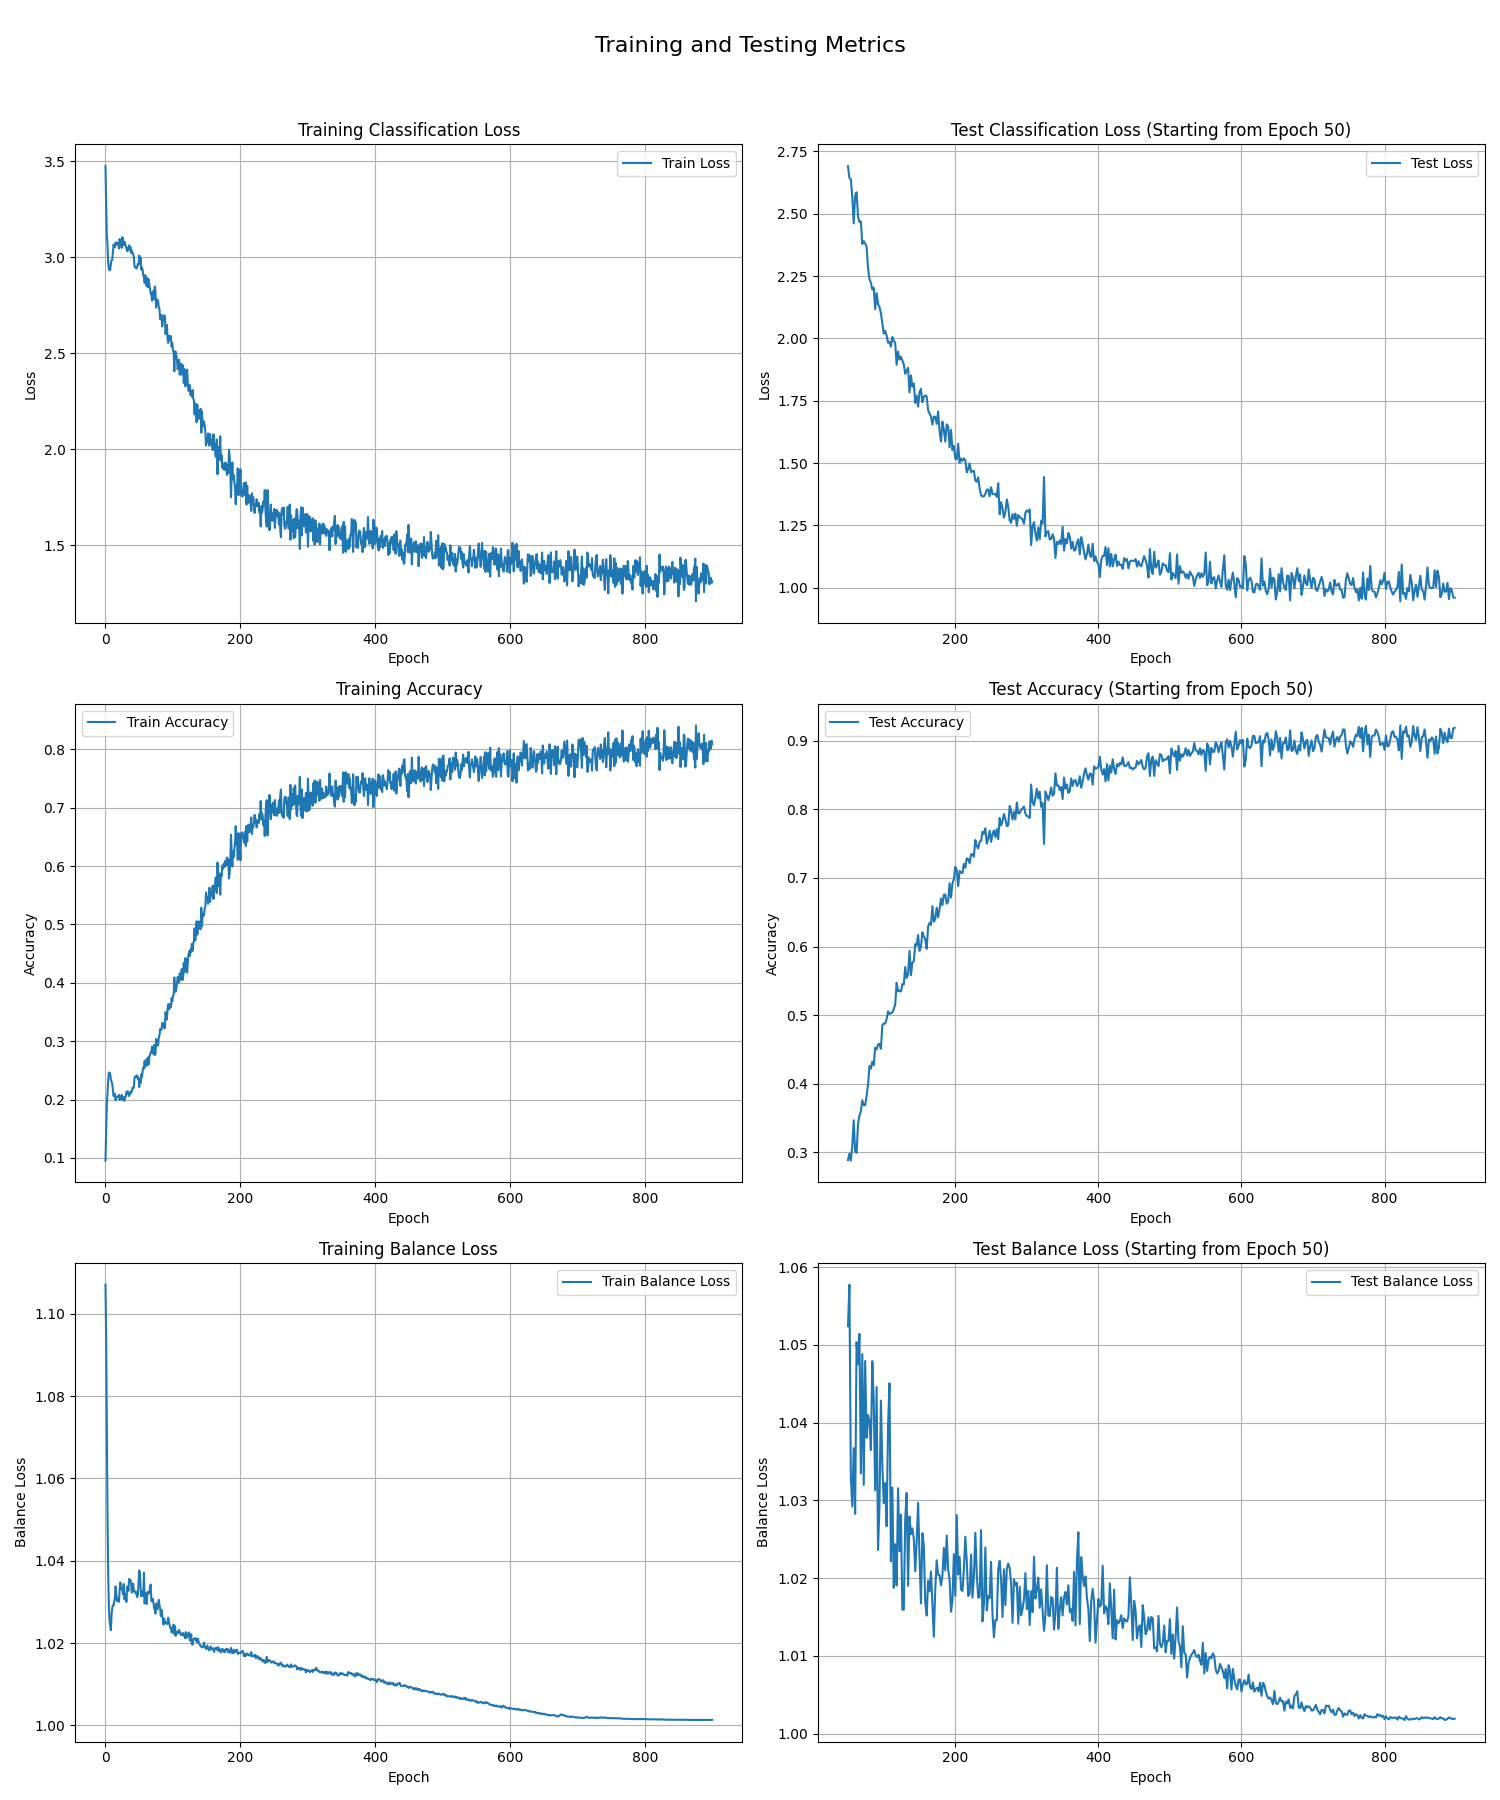 Training and Testing Metrics
Training Classification Loss
Train Loss
3.5
3.0
2.5
2.0
1.5
Loss
0
200
400
600
800
Epoch
Test Classification Loss (Starting from Epoch 50)
Test Loss
2.75
2.50
2.25
2.00
1.75
1.50
1.25
1.00
Loss
200
400
600
800
Epoch
Training Accuracy
Train Accuracy
0.8
0.7
0.6
0.5
0.4
0.3
0.2
0.1
Accuracy
0
200
400
600
800
Epoch
Test Accuracy (Starting from Epoch 50)
Test Accuracy
0.9
0.8
0.7
0.6
0.5
0.4
0.3
Accuracy
200
400
600
800
Epoch
Training Balance Loss
Train Balance Loss
1.10
1.08
1.06
1.04
1.02
1.00
Balance Loss
0
200
400
600
800
Epoch
Test Balance Loss (Starting from Epoch 50)
Test Balance Loss
1.06
1.05
1.04
1.03
1.02
1.01
1.00
Balance Loss
200
400
600
800
Epoch